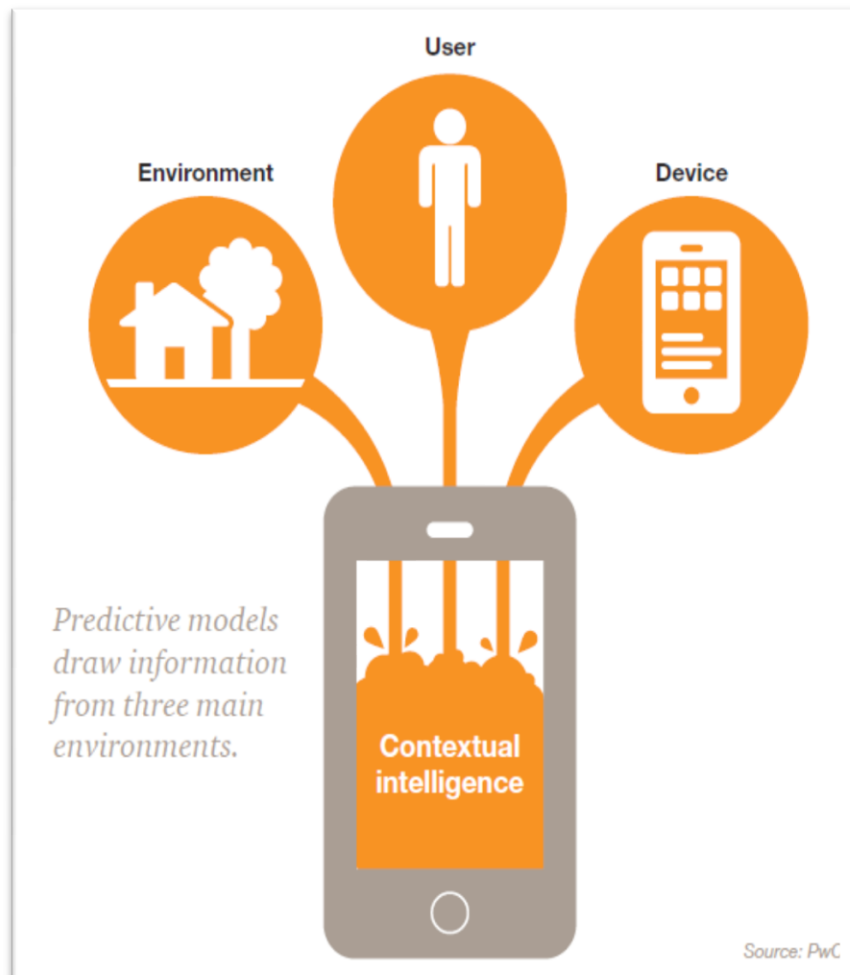 User
Environment
Device
Predictive models
draw information
from three main
environments.
Contextual
intelligence
Source: PwC